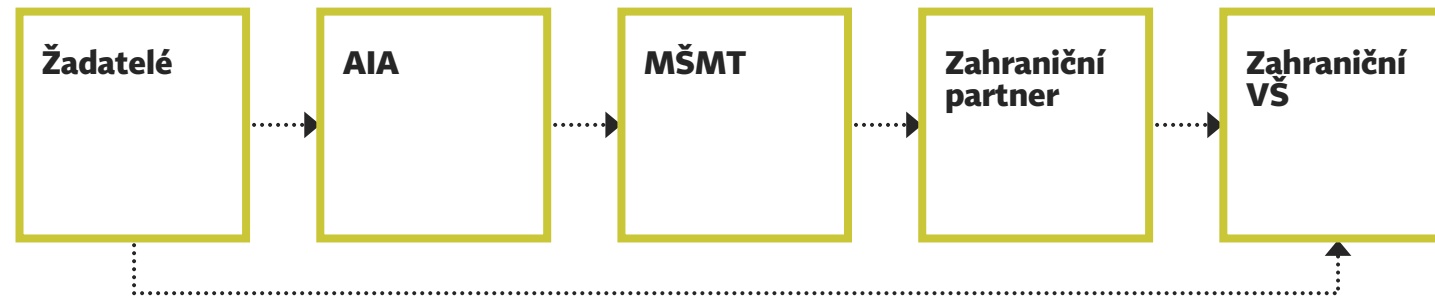 Žadatelé
AIA
MŠMT
Zahraniční
partner
Zahraniční
VŠ